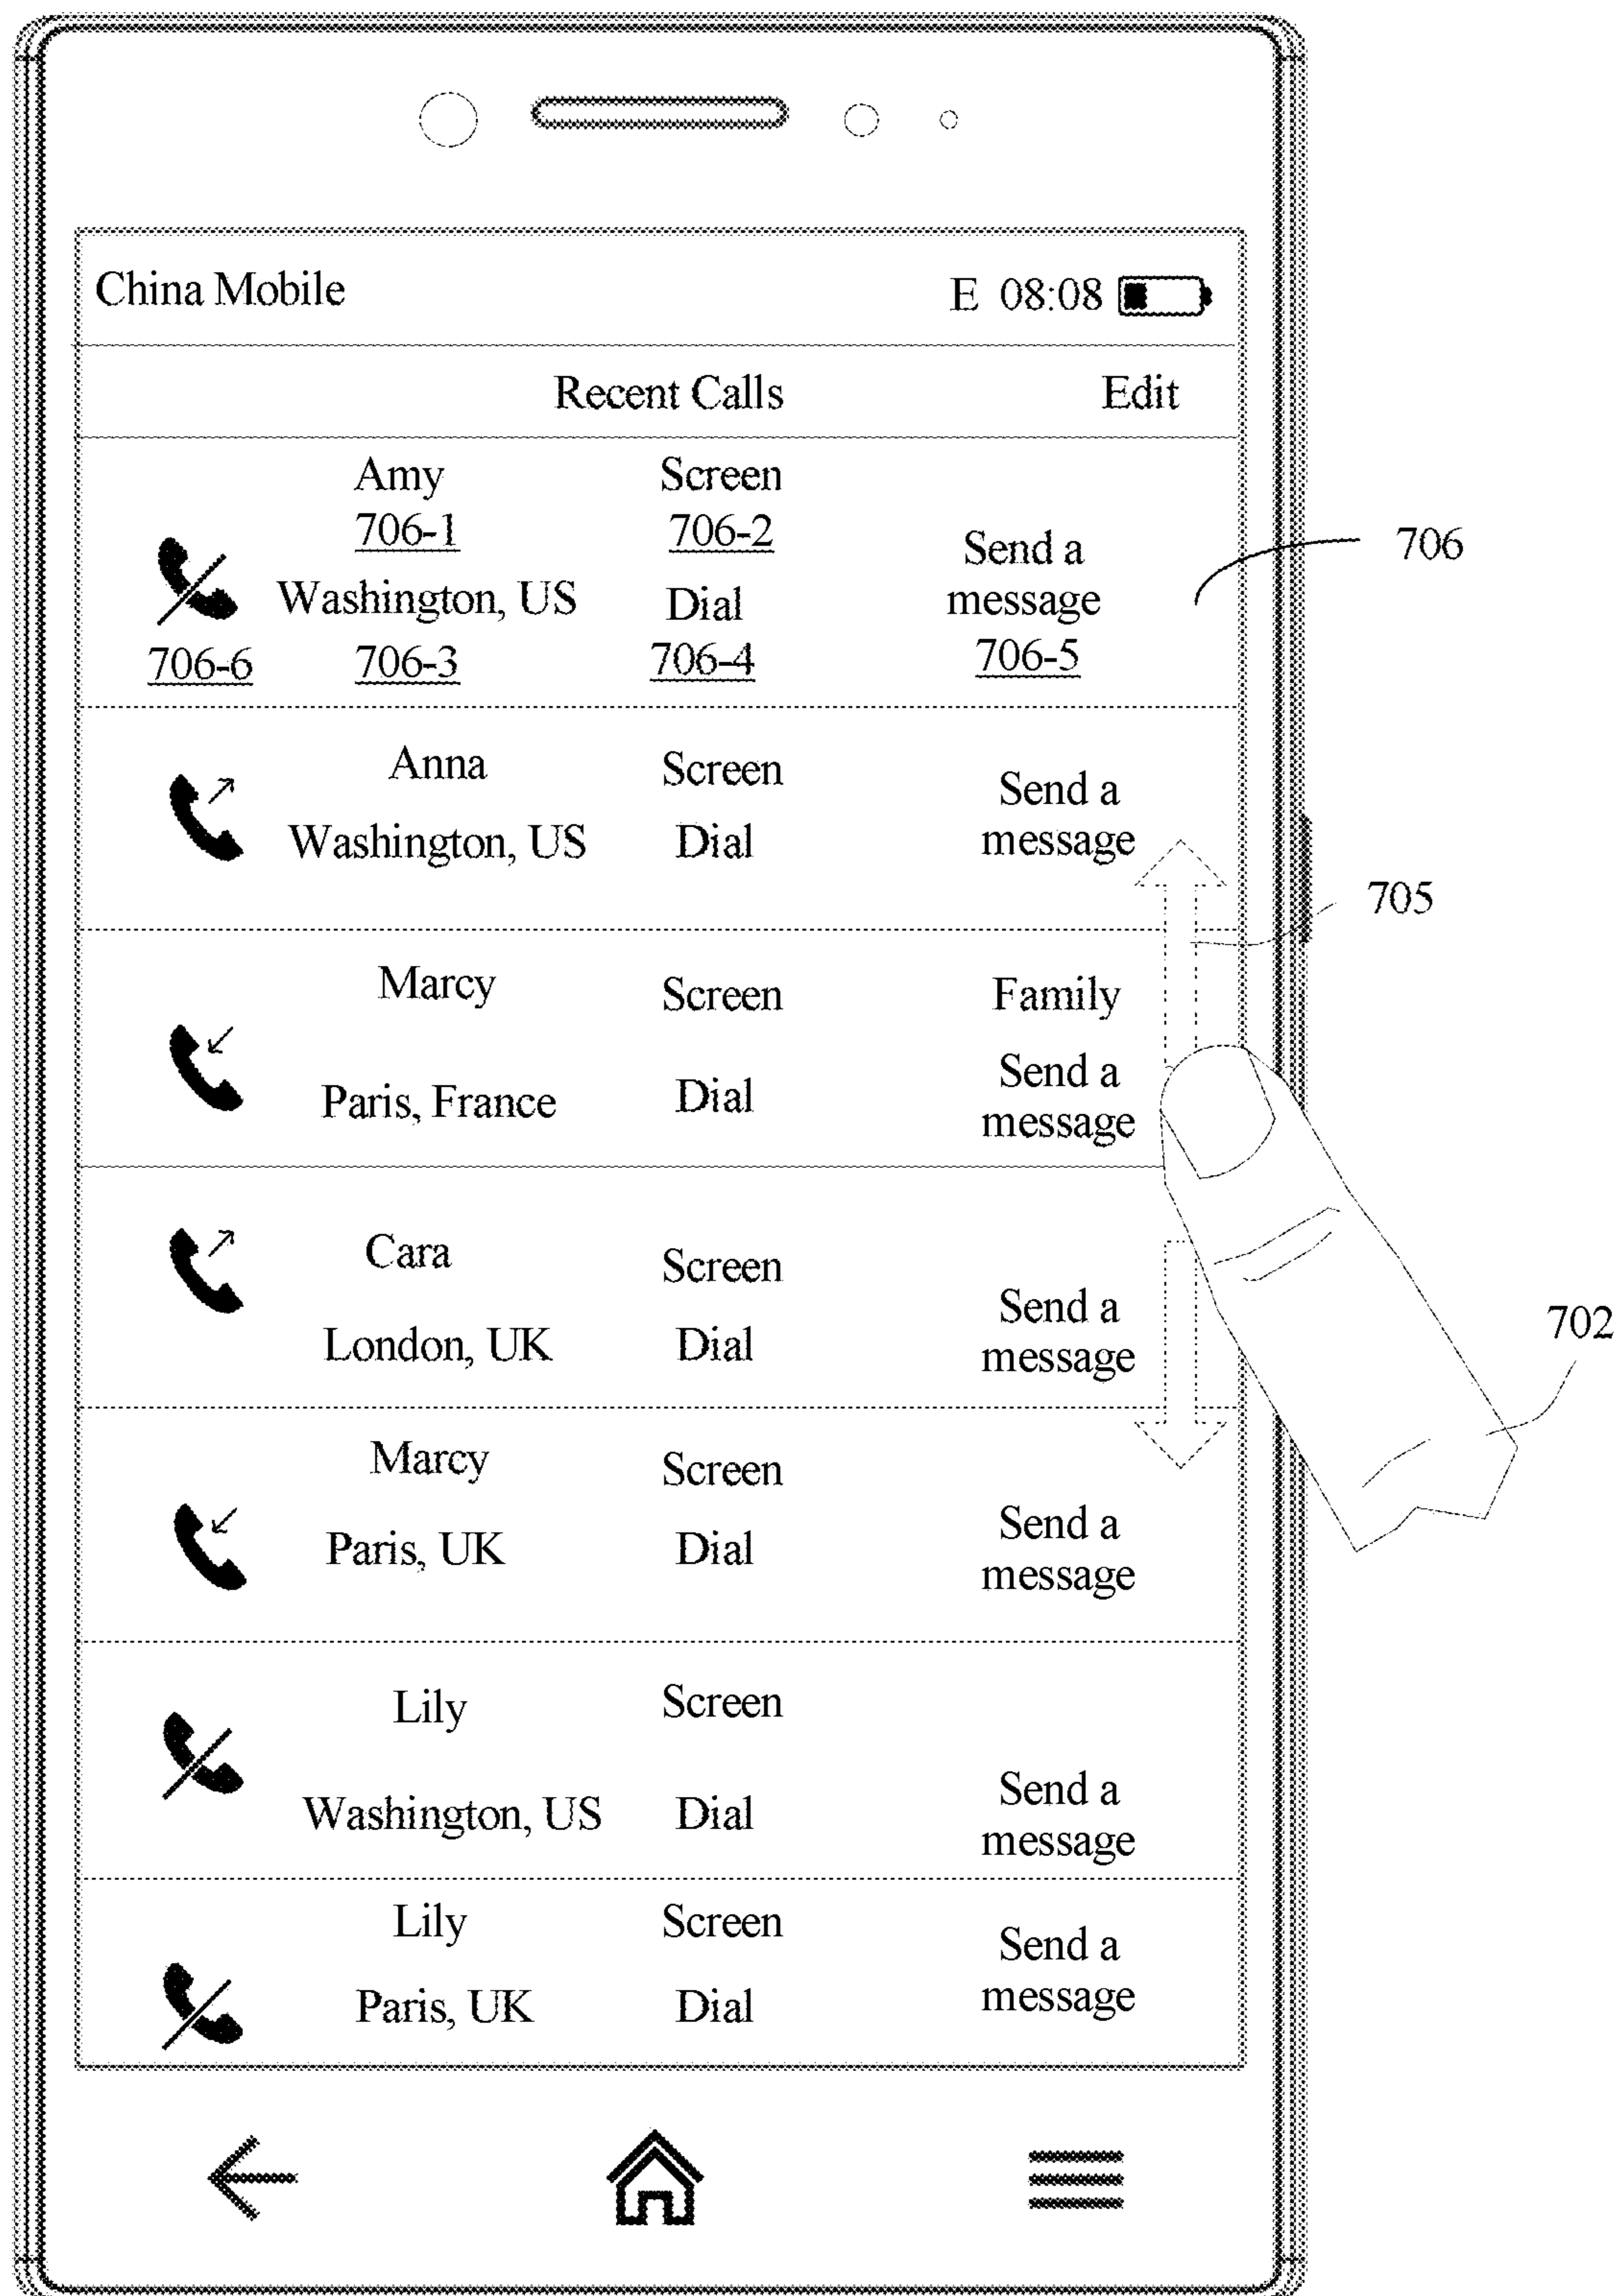 China Mobile E 08:08
Recent Calls Edit
Amy Screen
706-1 706-2
Send a
message
706
Washington, US Dial
706-6 706-3 706-4 706-5
Anna Screen
Send a
message
Washington, US Dial
705
Marcy Screen Family
Send a
message
Paris, France Dial
Cara Screen
Send a
message
London, UK Dial
702
Marcy Screen
Send a
message
Paris, UK Dial
Lily Screen
Send a
message
Washington, US Dial
Lily Screen
Send a
message
Paris, UK Dial